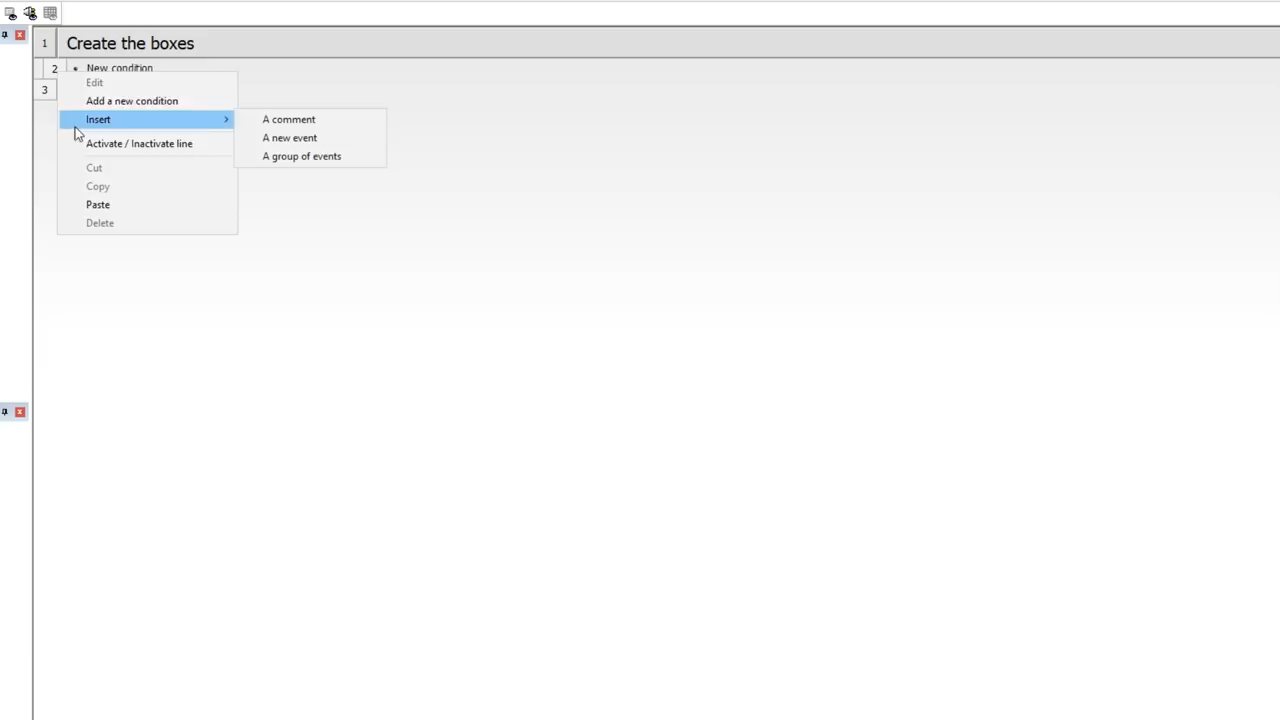 1 Create the boxes
2 • New condition
3
Edit
Add a new condition
Insert
A comment
A new event
A group of events
Activate / Inactivate line
Cut
Copy
Paste
Delete